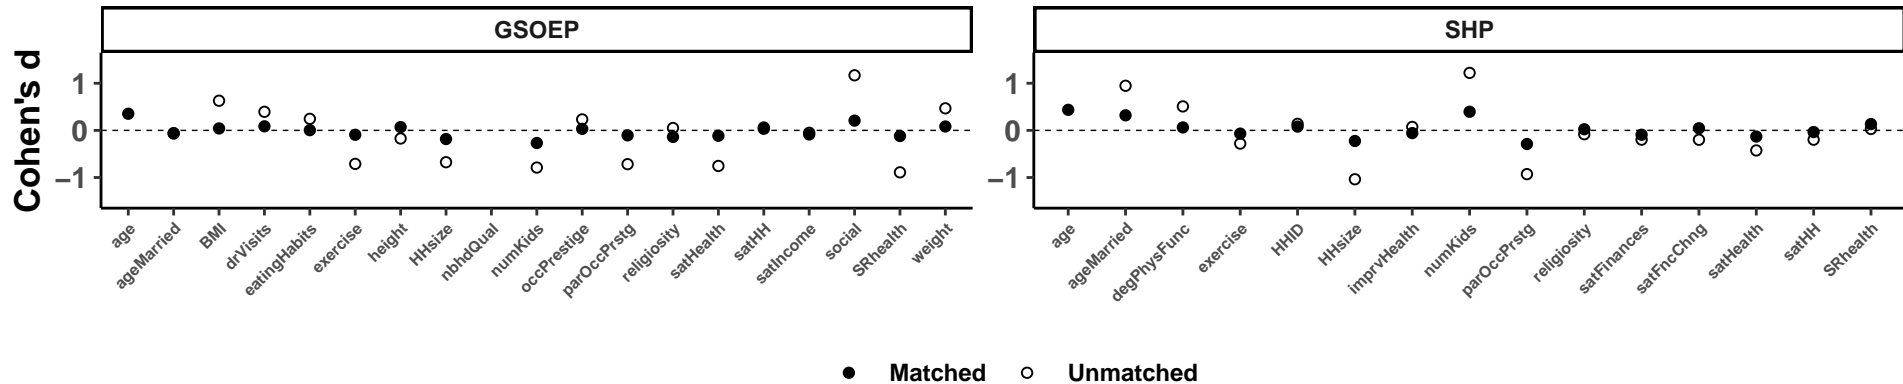 GSOEP
SHP
Cohen's d
1
0
−1
age
ageMarried
BMI
drVisits
eatingHabits
exercise
height
HHsize
nbhdQual
numKids
occPrestige
parOccPrstg
religiosity
satHealth
satHH
satIncome
social
SRhealth
weight
1
0
−1
age
ageMarried
degPhysFunc
exercise
HHID
HHsize
imprvHealth
numKids
parOccPrstg
religiosity
satFinances
satFncChng
satHealth
satHH
SRhealth
Matched Unmatched